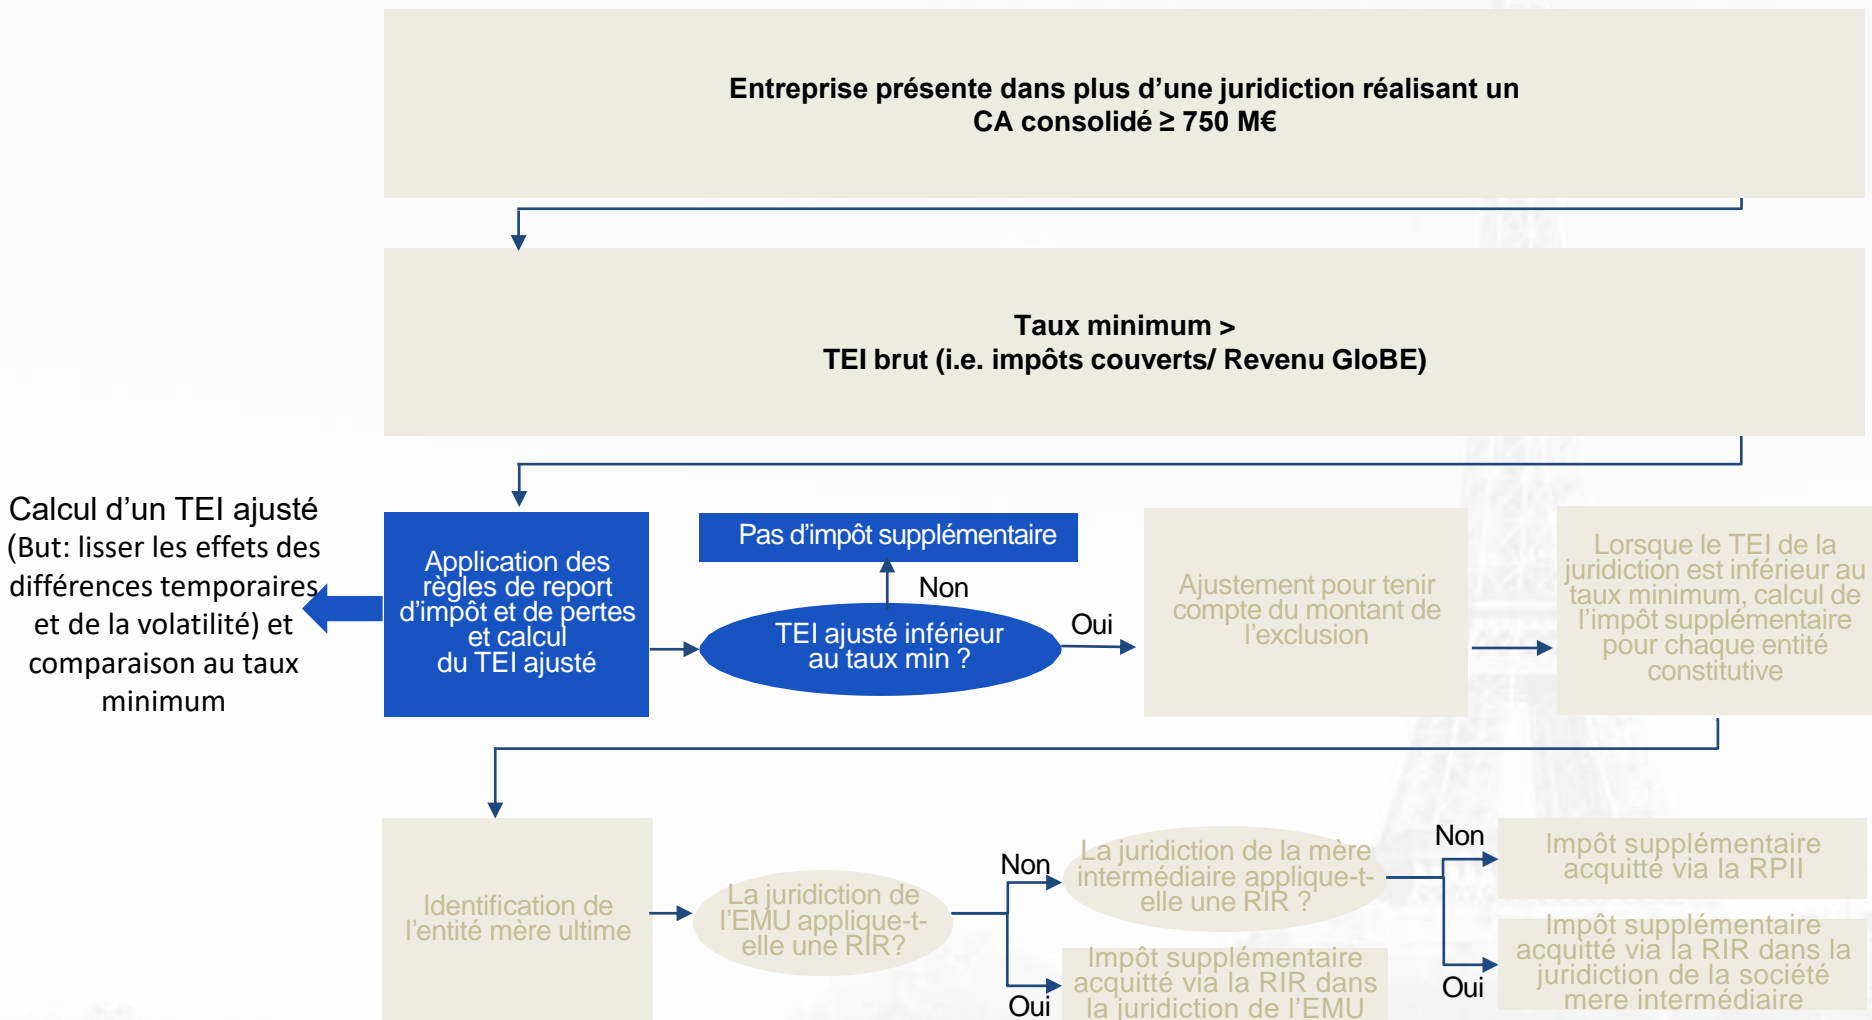 Entreprise présente dans plus d’une juridiction réalisant un
CA consolidé ≥ 750 M€
Taux minimum >
TEI brut (i.e. impôts couverts/ Revenu GloBE)
Calcul d’un TEI ajusté
(But: lisser les effets des
différences temporaires
et de la volatilité) et
comparaison au taux
minimum
Application des
règles de report
d’impôt et de pertes
et calcul
du TEI ajusté
Pas d’impôt supplémentaire
Non
TEI ajusté inférieur
au taux min ?
Oui
Ajustement pour tenir
compte du montant de
l’exclusion
Lorsque le TEI de la
juridiction est inférieur au
taux minimum, calcul de
l’impôt supplémentaire
pour chaque entité
constitutive
Identification de
l’entité mère ultime
La juridiction de
l’EMU applique-t-
elle une RIR?
Non
La juridiction de la mère
intermédiaire applique-t-
elle une RIR ?
Oui
Impôt supplémentaire
acquitté via la RIR dans
la juridiction de l’EMU
Non
Impôt supplémentaire
acquitté via la RPII
Oui
Impôt supplémentaire
acquitté via la RIR dans la
juridiction de la société
mere intermédiaire